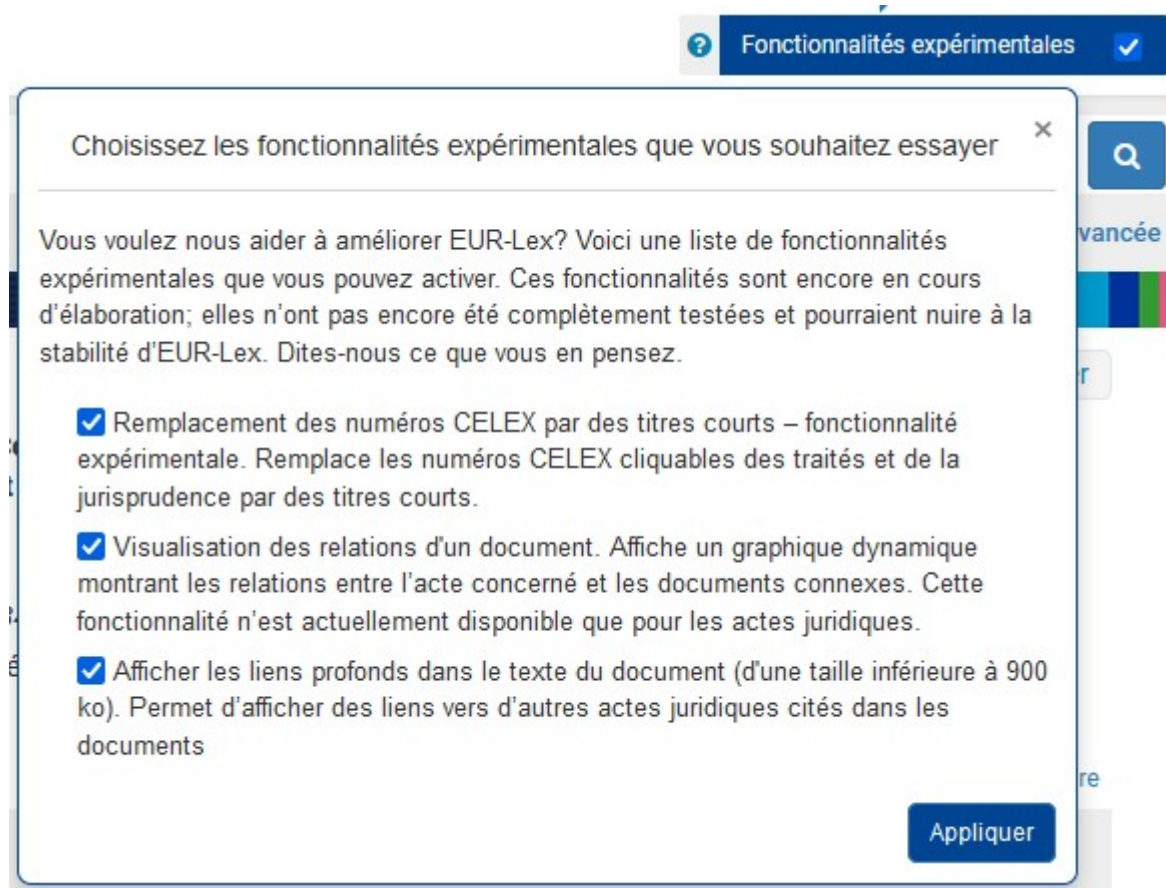 Fonctionnalités expérimentales
Choisissez les fonctionnalités expérimentales que vous souhaitez essayer
×
Vous voulez nous aider à améliorer EUR-Lex? Voici une liste de fonctionnalités
expérimentales que vous pouvez activer. Ces fonctionnalités sont encore en cours
d’élaboration; elles n’ont pas encore été complètement testées et pourraient nuire à la
stabilité d’EUR-Lex. Dites-nous ce que vous en pensez.
Remplacement des numéros CELEX par des titres courts – fonctionnalité
expérimentale. Remplace les numéros CELEX cliquables des traités et de la
jurisprudence par des titres courts.
Visualisation des relations d'un document. Affiche un graphique dynamique
montrant les relations entre l’acte concerné et les documents connexes. Cette
fonctionnalité n’est actuellement disponible que pour les actes juridiques.
Afficher les liens profonds dans le texte du document (d'une taille inférieure à 900
ko). Permet d’afficher des liens vers d’autres actes juridiques cités dans les
documents
Appliquer
vancée
r
re